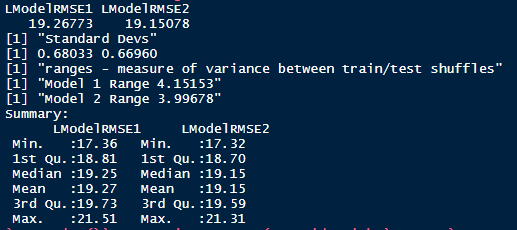 LModelRMSE1 LModelRMSE2
19.26773 19.15078
[1] "Standard Devs"
[1] 0.68033 0.66960
[1] "ranges - measure of variance between train/test shuffles"
[1] "Model 1 Range 4.15153"
[1] "Model 2 Range 3.99678"
Summary:
LModelRMSE1 LModelRMSE2
Min. :17.36 Min. :17.32
1st Qu.:18.81 1st Qu.:18.70
Median :19.25 Median :19.15
Mean :19.27 Mean :19.15
3rd Qu.:19.73 3rd Qu.:19.59
Max. :21.51 Max. :21.31